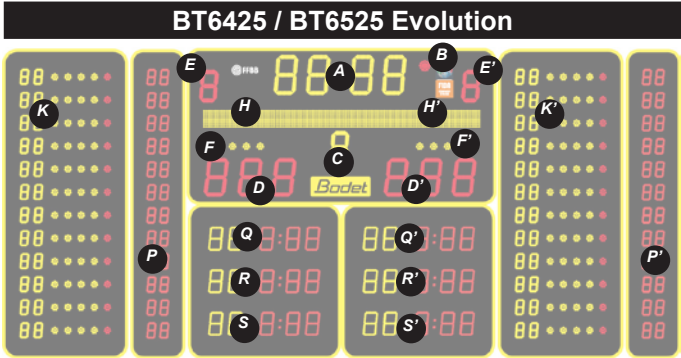 BT6425 / BT6525 Evolution
E FFBB A B E'
K H H' K'
F C F'
D Bodet D'
Q Q'
P R R' P'
S S'